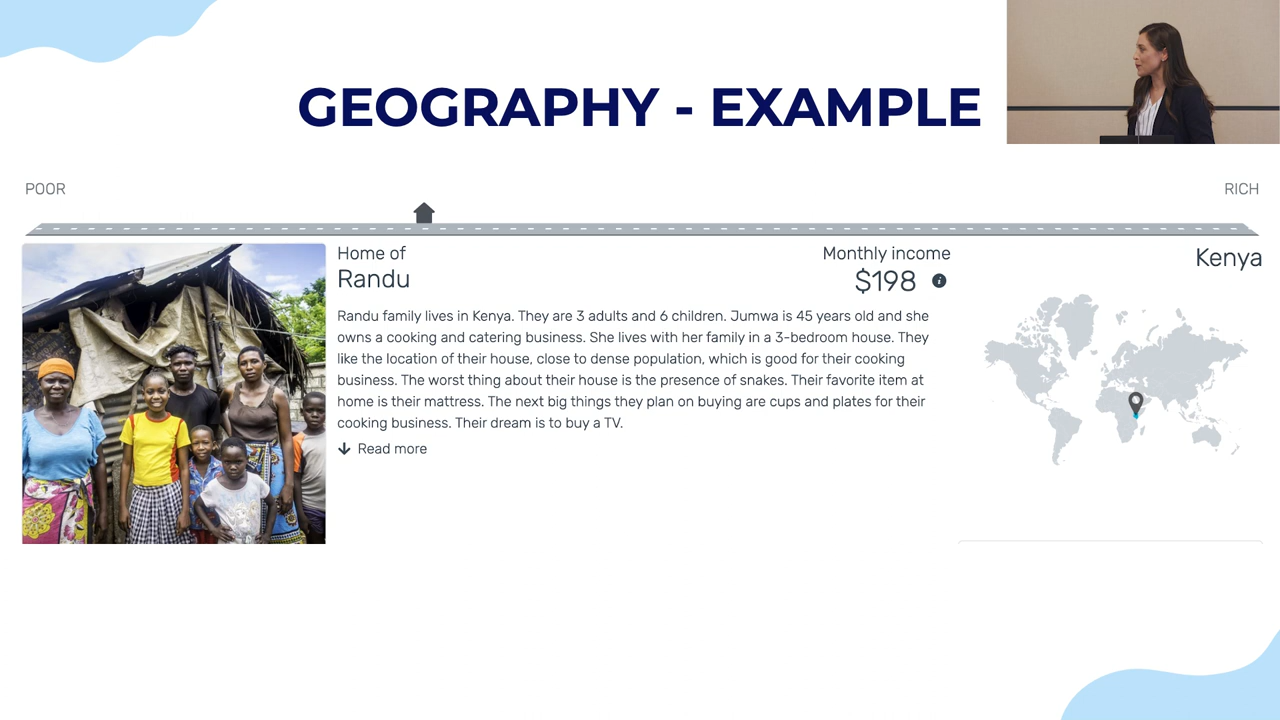 GEOGRAPHY - EXAMPLE
POOR
RICH
Home of
Randu
Monthly income
$198
Kenya
Randu family lives in Kenya. They are 3 adults and 6 children. Jumwa is 45 years old and she
owns a cooking and catering business. She lives with her family in a 3-bedroom house. They
like the location of their house, close to dense population, which is good for their cooking
business. The worst thing about their house is the presence of snakes. Their favorite item at
home is their mattress. The next big things they plan on buying are cups and plates for their
cooking business. Their dream is to buy a TV.
Read more